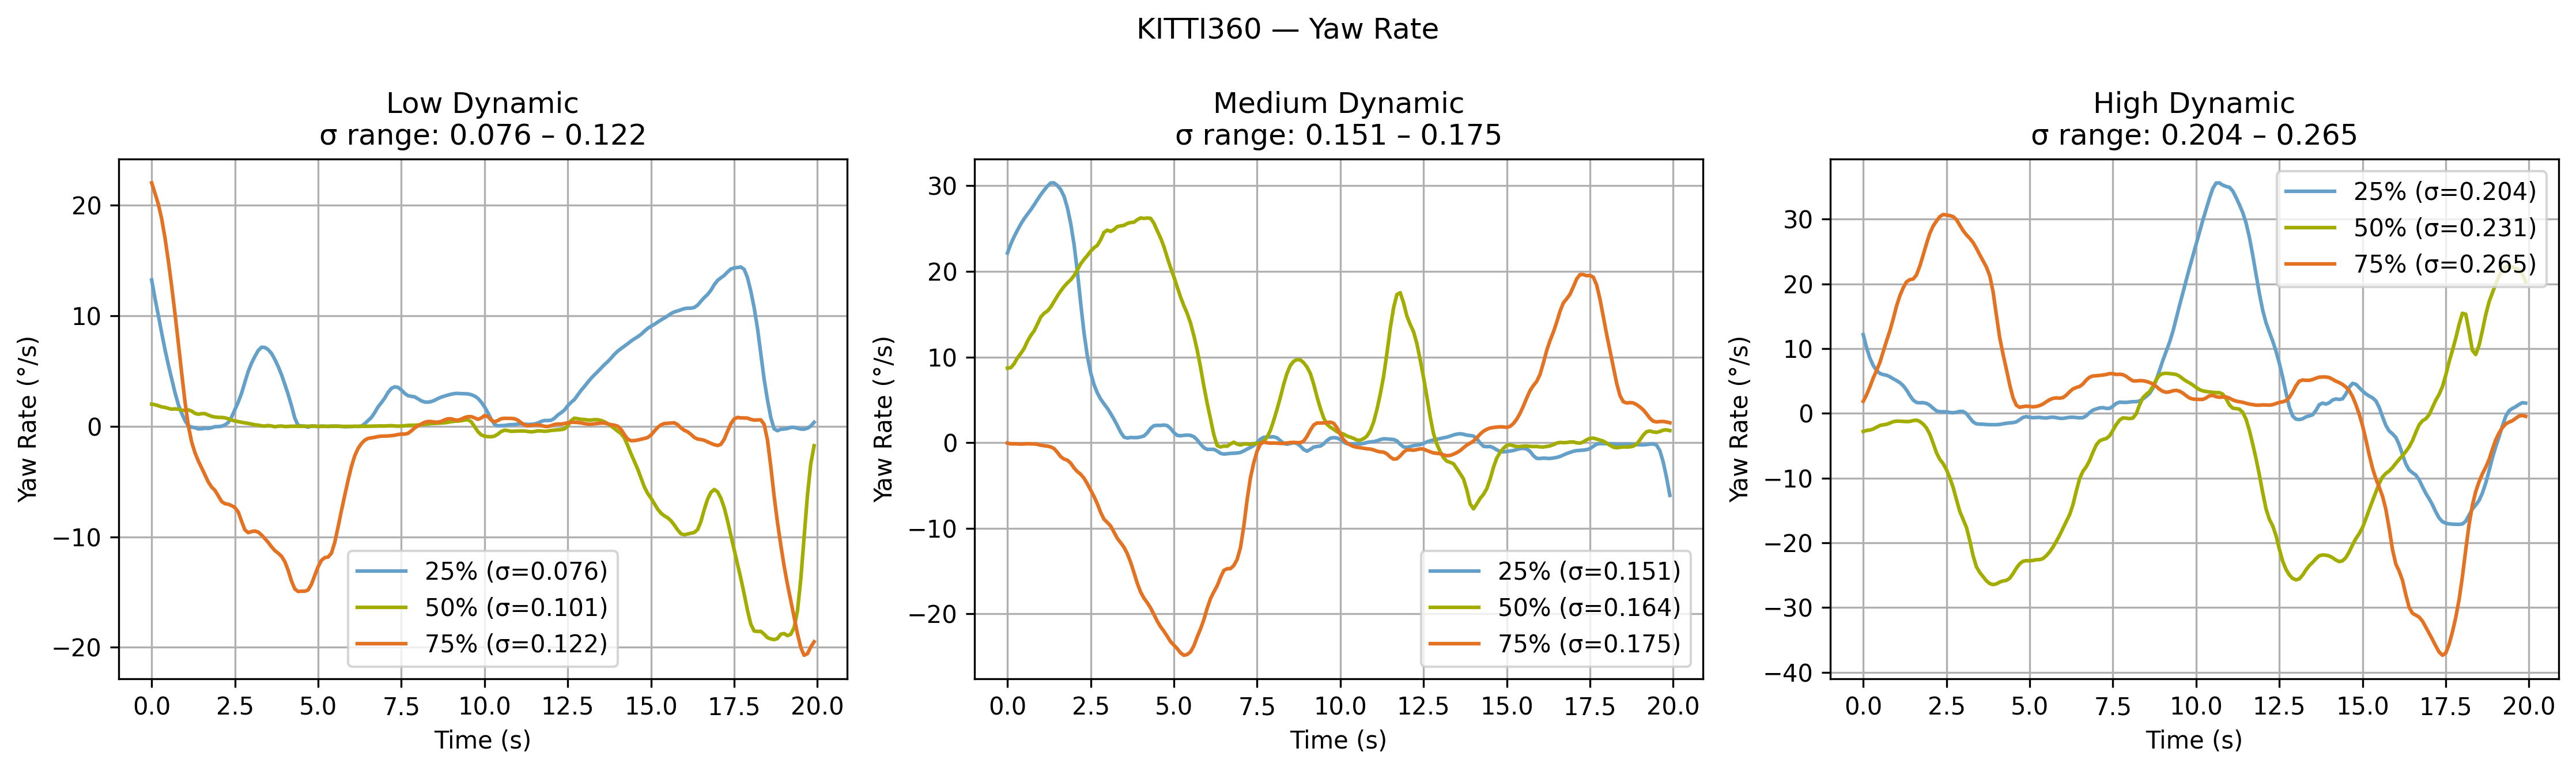 KITTI360 — Yaw Rate
Low Dynamic
σ range: 0.076 – 0.122
Yaw Rate (°/s)
20
10
0
−10
−20
25% (σ=0.076)
50% (σ=0.101)
75% (σ=0.122)
0.0 2.5 5.0 7.5 10.0 12.5 15.0 17.5 20.0
Time (s)
Medium Dynamic
σ range: 0.151 – 0.175
Yaw Rate (°/s)
30
20
10
0
−10
−20
25% (σ=0.151)
50% (σ=0.164)
75% (σ=0.175)
0.0 2.5 5.0 7.5 10.0 12.5 15.0 17.5 20.0
Time (s)
High Dynamic
σ range: 0.204 – 0.265
Yaw Rate (°/s)
30
20
10
0
−10
−20
−30
−40
25% (σ=0.204)
50% (σ=0.231)
75% (σ=0.265)
0.0 2.5 5.0 7.5 10.0 12.5 15.0 17.5 20.0
Time (s)